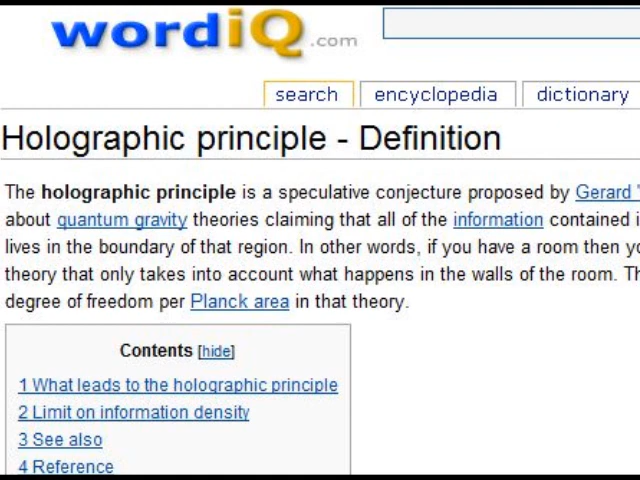 wordiQ.com
search encyclopedia dictionary
Holographic principle - Definition
The holographic principle is a speculative conjecture proposed by Gerard '
about quantum gravity theories claiming that all of the information contained i
lives in the boundary of that region. In other words, if you have a room then yo
theory that only takes into account what happens in the walls of the room. Th
degree of freedom per Planck area in that theory.
Contents [hide]
1 What leads to the holographic principle
2 Limit on information density
3 See also
4 Reference